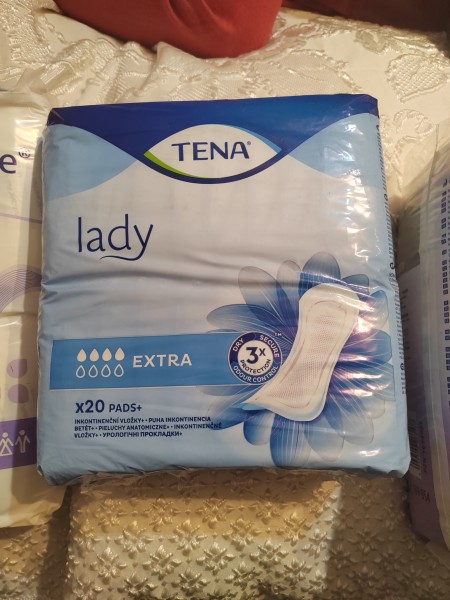 TENA®
e®
lady
DRY SECURE
3X
PROTECTION
ODOUR CONTROL
TM
EXTRA
x20 PADS+
INKONTINENČNÍ VLOŽKY+ • PUHA INKONTINENCIA
BETÉT+ • PIELUCHY ANATOMICZNE+ • INKONTINENČNÉ
VLOŽKY+ • УРОЛОГІЧНІ ПРОКЛАДКИ+